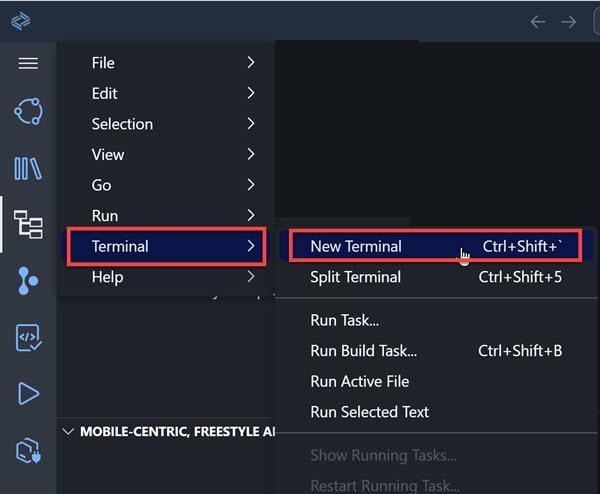 File
Edit
Selection
View
Go
Run
Terminal
Help
New Terminal Ctrl+Shift+`
Split Terminal Ctrl+Shift+5
Run Task...
Run Build Task... Ctrl+Shift+B
Run Active File
Run Selected Text
Show Running Tasks...
Restart Running Task...
MOBILE-CENTRIC, FREESTYLE